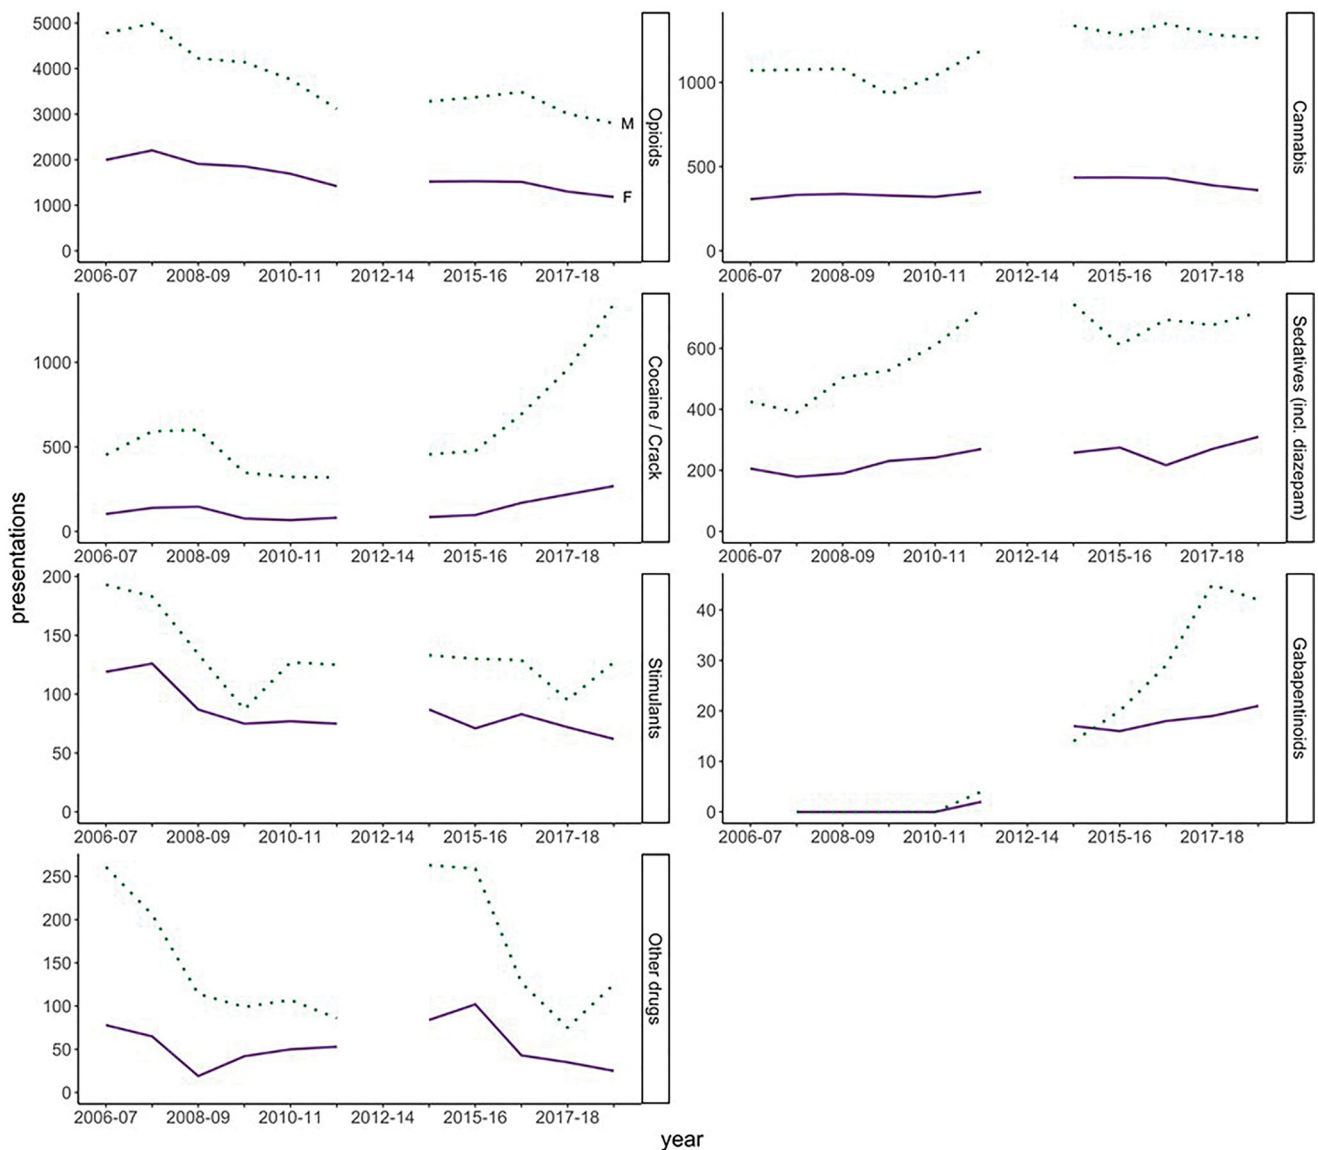 5000
4000
3000
2000
1000
0
M
F
Opioids
2006-07 2008-09 2010-11 2012-14 2015-16 2017-18
1000
500
0
Cannabis
2006-07 2008-09 2010-11 2012-14 2015-16 2017-18
1000
500
0
Cocaine / Crack
2006-07 2008-09 2010-11 2012-14 2015-16 2017-18
600
400
200
0
Sedatives (incl. diazepam)
2006-07 2008-09 2010-11 2012-14 2015-16 2017-18
presentations
200
150
100
50
0
Stimulants
2006-07 2008-09 2010-11 2012-14 2015-16 2017-18
40
30
20
10
0
Gabapentinoids
2006-07 2008-09 2010-11 2012-14 2015-16 2017-18
250
200
150
100
50
0
Other drugs
2006-07 2008-09 2010-11 2012-14 2015-16 2017-18
year